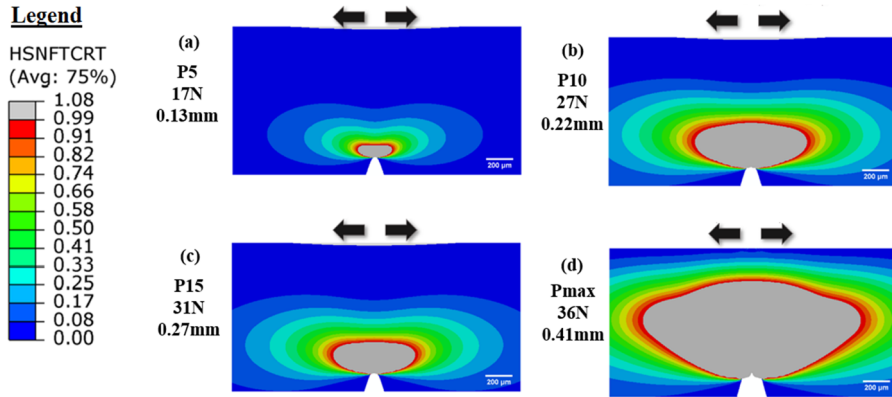 Legend
HSNFTCRT
(Avg: 75%)
1.08
0.99
0.91
0.82
0.74
0.66
0.58
0.50
0.41
0.33
0.25
0.17
0.08
0.00
(a)
P5
17N
0.13mm
200 μm
(b)
P10
27N
0.22mm
200 μm
(c)
P15
31N
0.27mm
200 μm
(d)
Pmax
36N
0.41mm
200 μm